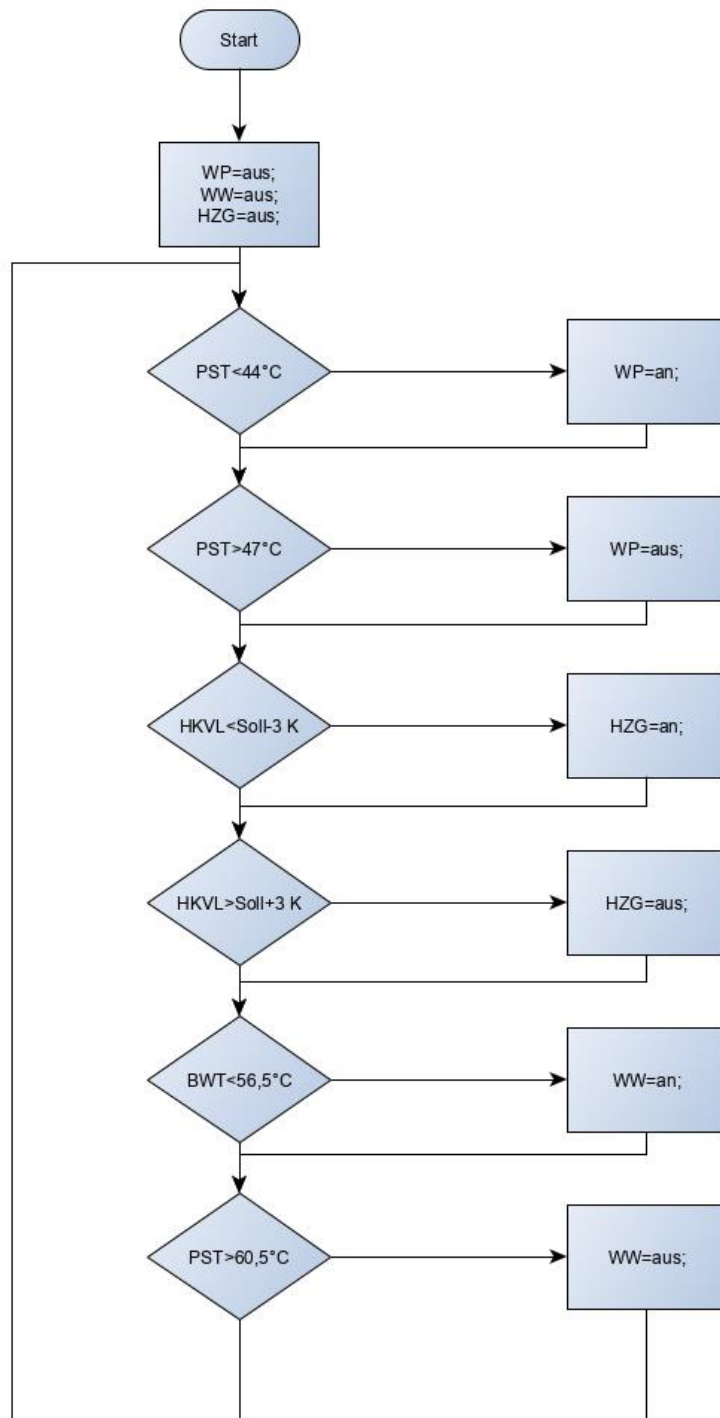 Start
WP=aus;
WW=aus;
HZG=aus;
PST<44°C
WP=an;
PST>47°C
WP=aus;
HKVL<Soll-3 K
HZG=an;
HKVL>Soll+3 K
HZG=aus;
BWT<56,5°C
WW=an;
PST>60,5°C
WW=aus;